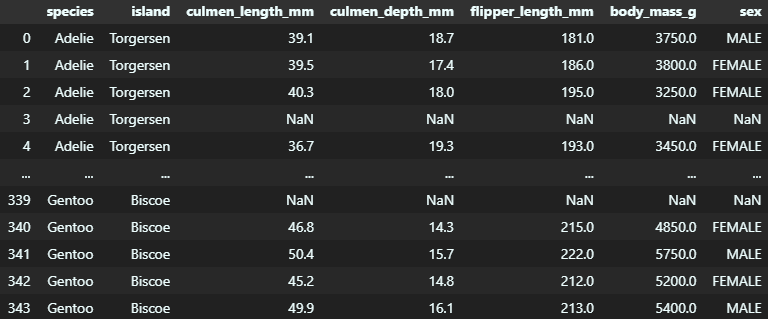 species island culmen_length_mm culmen_depth_mm flipper_length_mm body_mass_g sex
0 Adelie Torgersen 39.1 18.7 181.0 3750.0 MALE
1 Adelie Torgersen 39.5 17.4 186.0 3800.0 FEMALE
2 Adelie Torgersen 40.3 18.0 195.0 3250.0 FEMALE
3 Adelie Torgersen NaN NaN NaN NaN NaN
4 Adelie Torgersen 36.7 19.3 193.0 3450.0 FEMALE
... ... ... ... ... ... ... ...
339 Gentoo Biscoe NaN NaN NaN NaN NaN
340 Gentoo Biscoe 46.8 14.3 215.0 4850.0 FEMALE
341 Gentoo Biscoe 50.4 15.7 222.0 5750.0 MALE
342 Gentoo Biscoe 45.2 14.8 212.0 5200.0 FEMALE
343 Gentoo Biscoe 49.9 16.1 213.0 5400.0 MALE